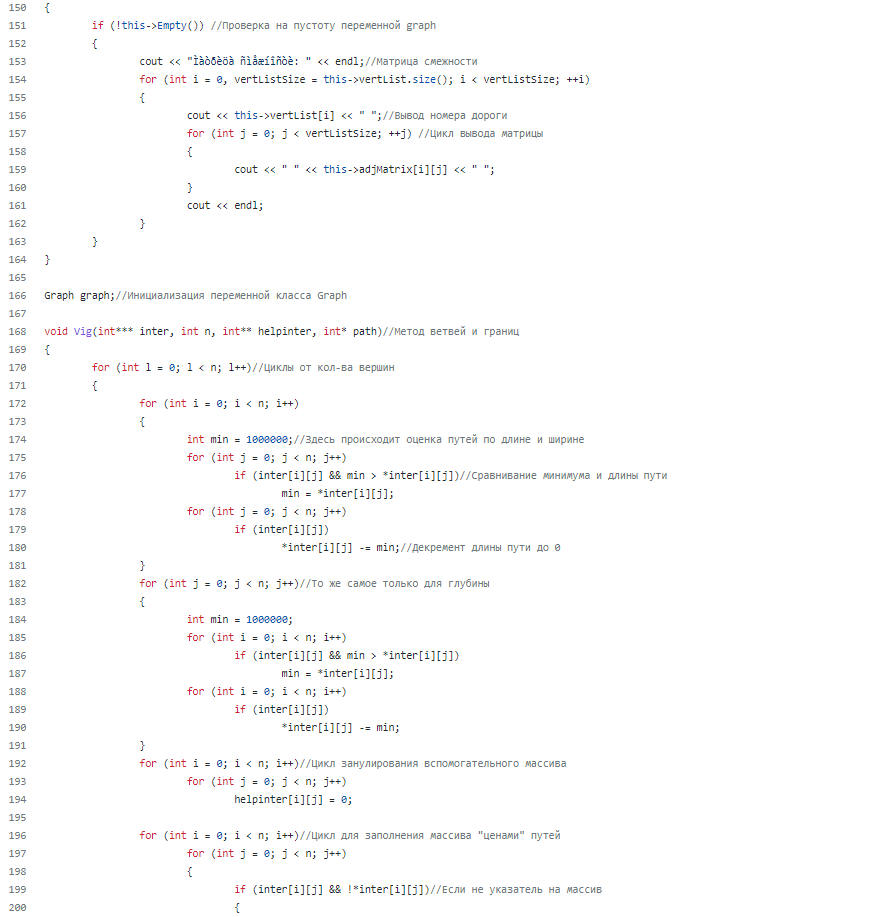 150 {
151 if (!this->Empty()) //Проверка на пустоту переменной graph
152 {
153 cout << "Ìàòðèöà ñìåæíîñòè: " << endl;//Матрица смежности
154 for (int i = 0, vertListSize = this->vertList.size(); i < vertListSize; ++i)
155 {
156 cout << this->vertList[i] << " ";//Вывод номера дороги
157 for (int j = 0; j < vertListSize; ++j) //Цикл вывода матрицы
158 {
159 cout << " " << this->adjMatrix[i][j] << " ";
160 }
161 cout << endl;
162 }
163 }
164 }
165
166 Graph graph;//Инициализация переменной класса Graph
167
168 void Vig(int*** inter, int n, int** helpinter, int* path)//Метод ветвей и границ
169 {
170 for (int l = 0; l < n; l++)//Циклы от кол-ва вершин
171 {
172 for (int i = 0; i < n; i++)
173 {
174 int min = 1000000;//Здесь происходит оценка путей по длине и ширине
175 for (int j = 0; j < n; j++)
176 if (inter[i][j] && min > *inter[i][j])//Сравнивание минимума и длины пути
177 min = *inter[i][j];
178 for (int j = 0; j < n; j++)
179 if (inter[i][j])
180 *inter[i][j] -= min;//Декремент длины пути до 0
181 }
182 for (int j = 0; j < n; j++)//То же самое только для глубины
183 {
184 int min = 1000000;
185 for (int i = 0; i < n; i++)
186 if (inter[i][j] && min > *inter[i][j])
187 min = *inter[i][j];
188 for (int i = 0; i < n; i++)
189 if (inter[i][j])
190 *inter[i][j] -= min;
191 }
192 for (int i = 0; i < n; i++)//Цикл занулирования вспомогательного массива
193 for (int j = 0; j < n; j++)
194 helpinter[i][j] = 0;
195
196 for (int i = 0; i < n; i++)//Цикл для заполнения массива "ценами" путей
197 for (int j = 0; j < n; j++)
198 {
199 if (inter[i][j] && !*inter[i][j])//Если не указатель на массив
200 {